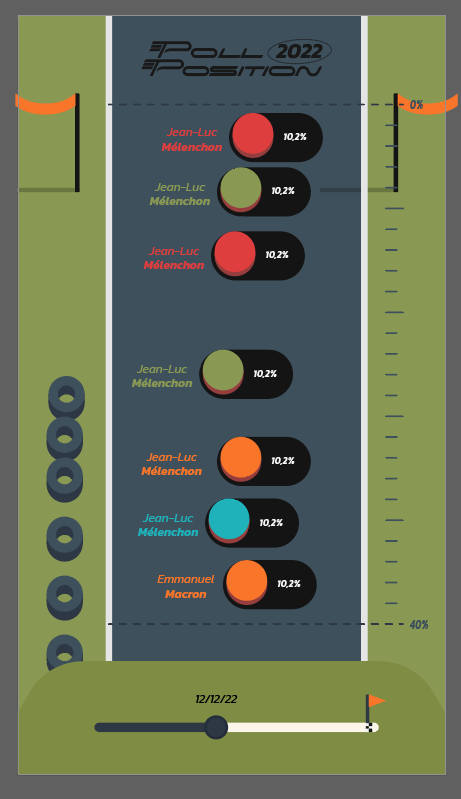 POLL 2022
POSITION
0%
Jean-Luc
Mélenchon
10,2%
Jean-Luc
Mélenchon
10,2%
Jean-Luc
Mélenchon
10,2%
Jean-Luc
Mélenchon
10,2%
Jean-Luc
Mélenchon
10,2%
Jean-Luc
Mélenchon
10,2%
Emmanuel
Macron
10,2%
40%
12/12/22